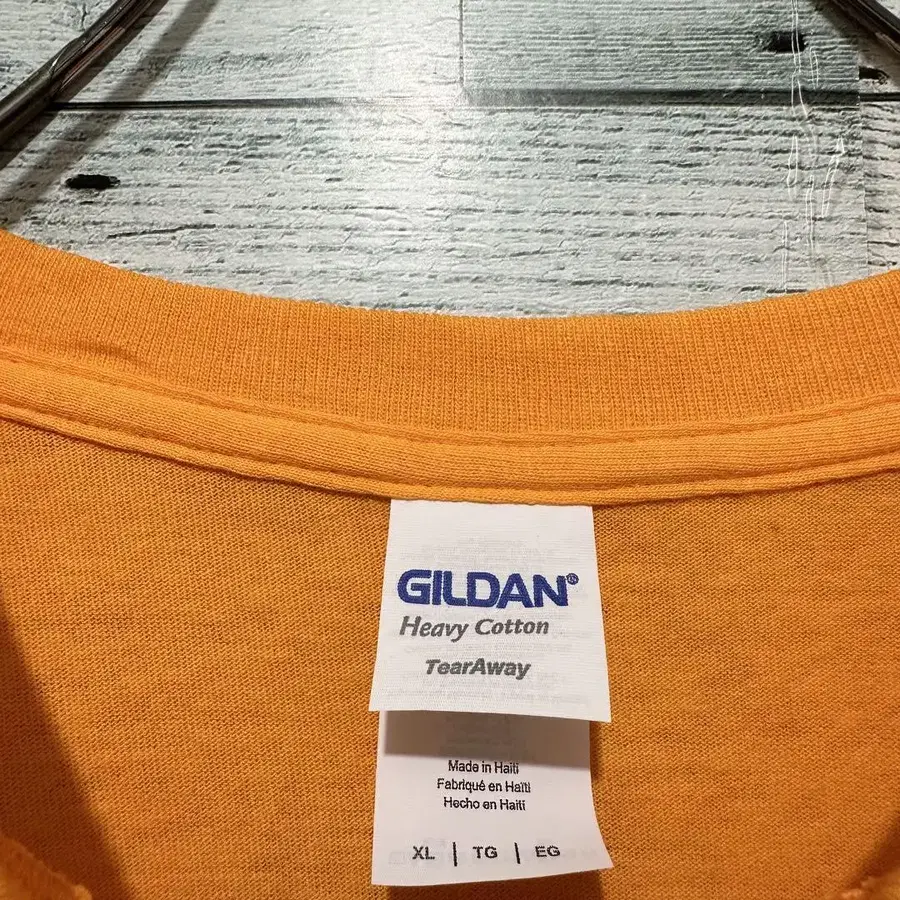 GILDAN®
Heavy Cotton
TearAway
Made in Haiti
Fabriqué en Haïti
Hecho en Haití
XL | TG | EG